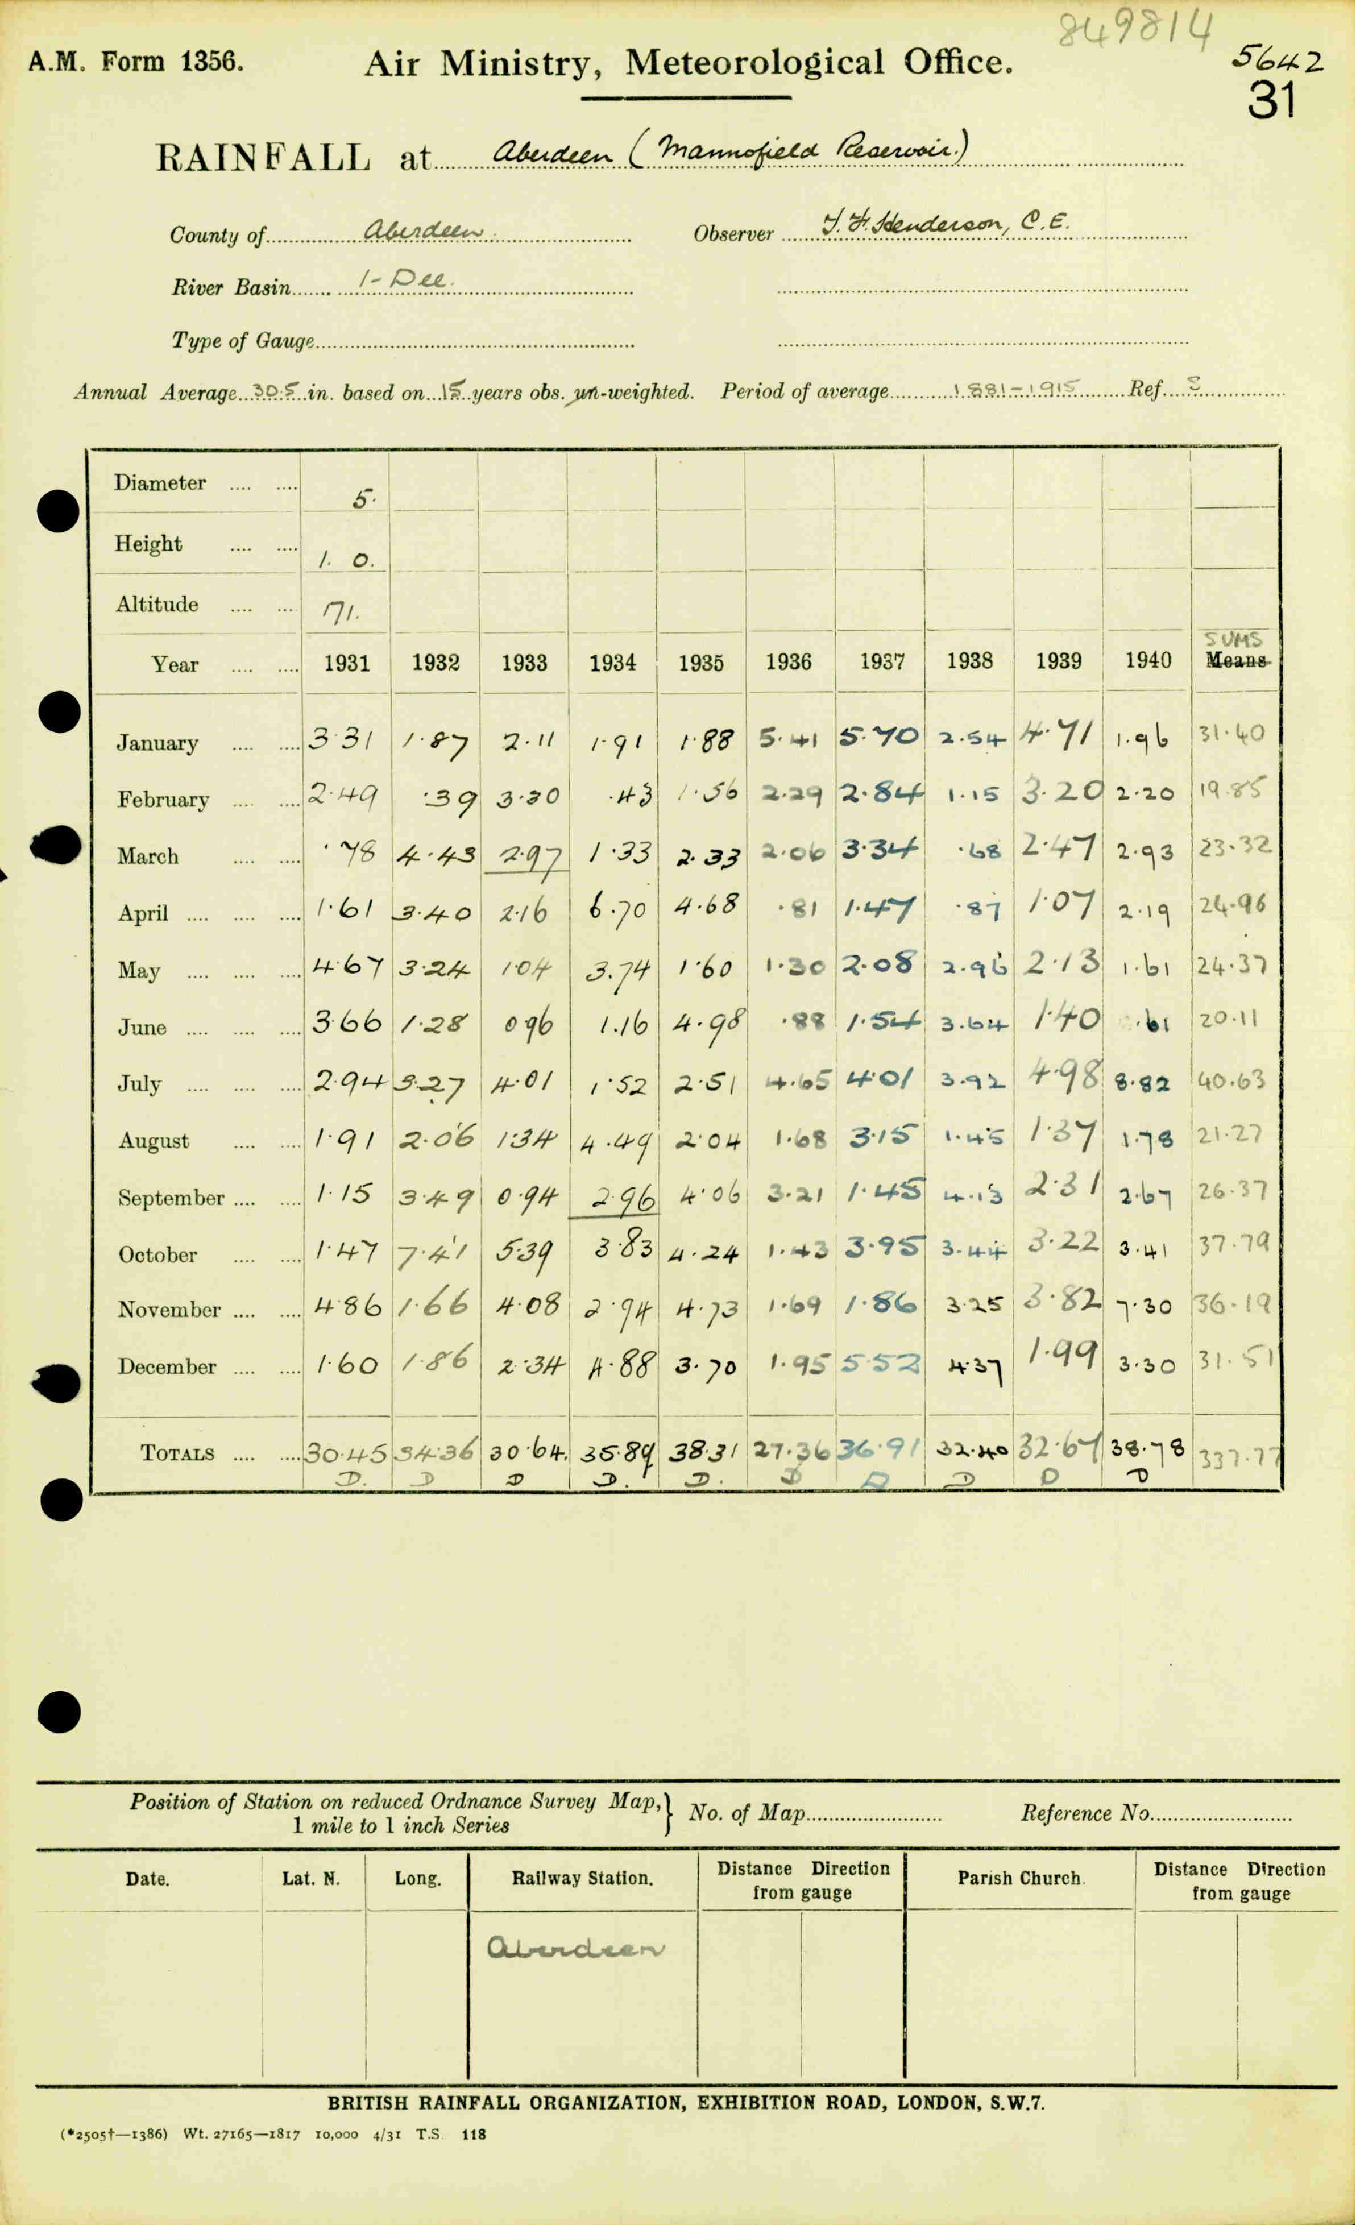 849814
A.M. Form 1356. Air Ministry, Meteorological Office. 5642
31
RAINFALL at Aberdeen (Mannofield Reservoir.)
County of Aberdeen. Observer T. F. Henderson, C.E.
River Basin 1- Dee.
Type of Gauge
Annual Average 30.5 in. based on 15 years obs. un-weighted. Period of average 1881-1915 Ref. Σ
Diameter 5.
Height 1. 0.
Altitude 71.
SUMS
Year 1931 1932 1933 1934 1935 1936 1937 1938 1939 1940 Means
January 3.31 1.87 2.11 1.91 1.88 5.41 5.70 2.54 4.71 1.96 31.40
February 2.49 .39 3.30 .43 1.56 2.29 2.84 1.15 3.20 2.20 19.85
March .78 4.43 2.97 1.33 2.33 2.06 3.34 .68 2.47 2.93 23.32
April 1.61 3.40 2.16 6.70 4.68 .81 1.47 .87 1.07 2.19 24.96
May 4.67 3.24 1.04 3.74 1.60 1.30 2.08 2.96 2.13 1.61 24.37
June 3.66 1.28 0.96 1.16 4.98 .88 1.54 3.64 1.40 .61 20.11
July 2.94 3.27 4.01 1.52 2.51 4.65 4.01 3.92 4.98 8.82 40.63
August 1.91 2.06 1.34 4.49 2.04 1.68 3.15 1.45 1.37 1.78 21.27
September 1.15 3.49 0.94 2.96 4.06 3.21 1.45 4.13 2.31 2.67 26.37
October 1.47 7.41 5.39 3.83 4.24 1.43 3.95 3.44 3.22 3.41 37.79
November 4.86 1.66 4.08 2.94 4.73 1.69 1.86 3.25 3.82 7.30 36.19
December 1.60 1.86 2.34 4.88 3.70 1.95 5.52 4.37 1.99 3.30 31.51
TOTALS 30.45 34.36 30.64. 35.89 38.31 27.36 36.91 32.40 32.67 38.78 337.77
D. D D D. D. D D D D D
Position of Station on reduced Ordnance Survey Map,} No. of Map Reference No.
1 mile to 1 inch Series
Date. Lat. N. Long. Railway Station. Distance Direction from gauge Parish Church. Distance Direction from gauge
Aberdeen
BRITISH RAINFALL ORGANIZATION, EXHIBITION ROAD, LONDON, S.W.7.
(*2505†—1386) Wt. 27165—1817 10,000 4/31 T.S. 118